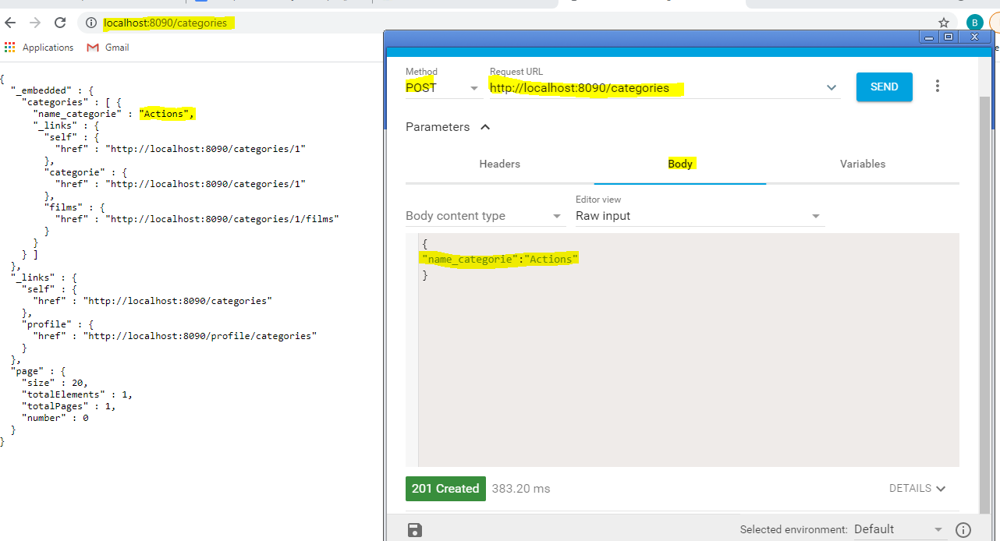 localhost:8090/categories
B
Applications
Gmail
{
"_embedded" : {
"categories" : [ {
"name_categorie" : "Actions",
"_links" : {
"self" : {
"href" : "http://localhost:8090/categories/1"
},
"categorie" : {
"href" : "http://localhost:8090/categories/1"
},
"films" : {
"href" : "http://localhost:8090/categories/1/films"
}
}
} ]
},
"_links" : {
"self" : {
"href" : "http://localhost:8090/categories"
},
"profile" : {
"href" : "http://localhost:8090/profile/categories"
}
},
"page" : {
"size" : 20,
"totalElements" : 1,
"totalPages" : 1,
"number" : 0
}
}
Method
Request URL
POST
http://localhost:8090/categories
SEND
Parameters
Headers
Body
Variables
Editor view
Body content type
Raw input
{
"name_categorie":"Actions"
}
201 Created
383.20 ms
DETAILS
Selected environment: Default